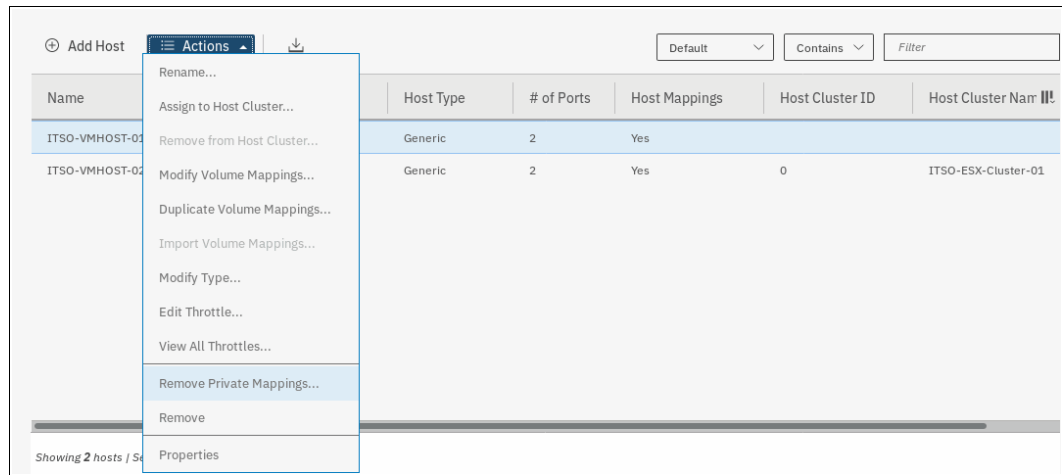 Add Host
Actions
Default
Contains
Filter
Name
Host Type
# of Ports
Host Mappings
Host Cluster ID
Host Cluster Nam
ITSO-VMHOST-01
Generic
2
Yes
ITSO-VMHOST-02
Generic
2
Yes
0
ITSO-ESX-Cluster-01
Rename...
Assign to Host Cluster...
Remove from Host Cluster...
Modify Volume Mappings...
Duplicate Volume Mappings...
Import Volume Mappings...
Modify Type...
Edit Throttle...
View All Throttles...
Remove Private Mappings...
Remove
Properties
Showing 2 hosts | Se